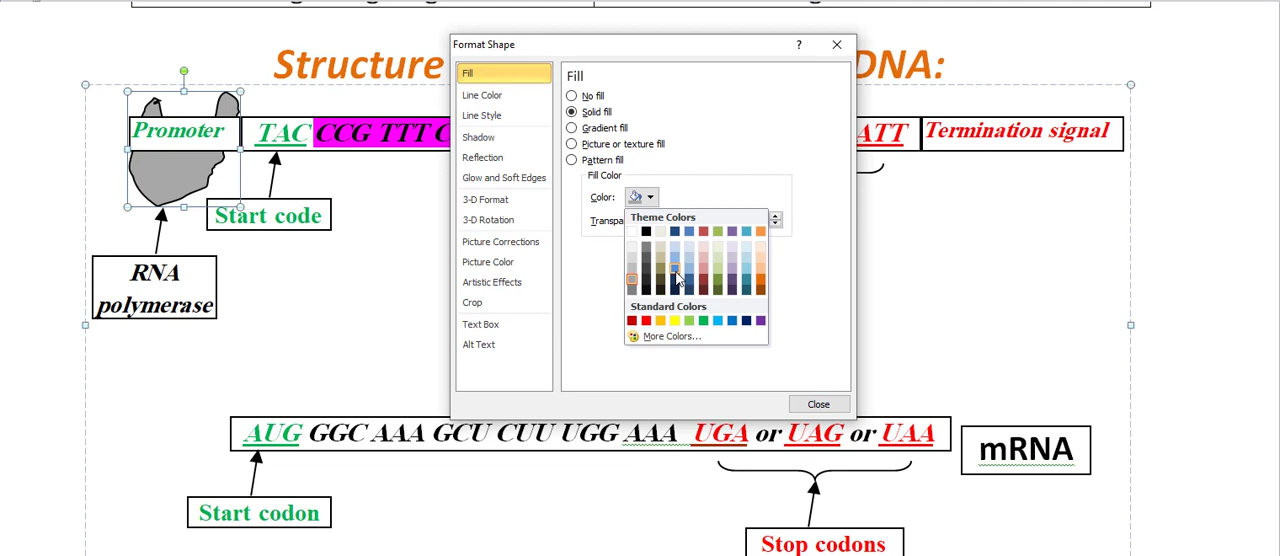 Structure DNA:
Promoter TAC CCG TTT C ATT Termination signal
Start code
RNA
polymerase
Format Shape ?
Fill
Line Color
Line Style
Shadow
Reflection
Glow and Soft Edges
3-D Format
3-D Rotation
Picture Corrections
Picture Color
Artistic Effects
Crop
Text Box
Alt Text
Fill
No fill
Solid fill
Gradient fill
Picture or texture fill
Pattern fill
Fill Color
Color:
Transpa
Theme Colors
Standard Colors
More Colors...
Close
AUG GGC AAA GCU CUU UGG AAA UGA or UAG or UAA
mRNA
Start codon
Stop codons